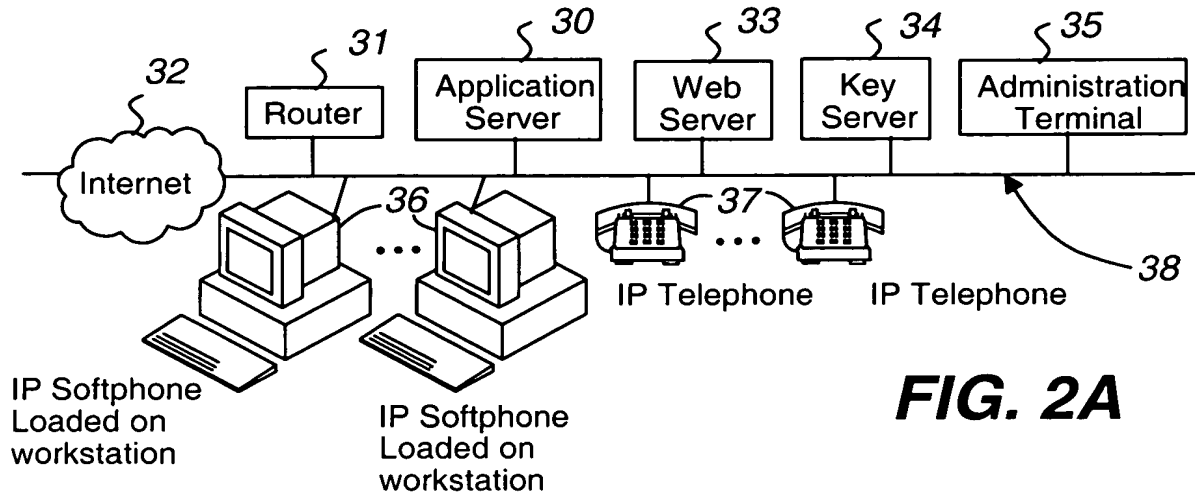 32
31
30
33
34
35
Router
Application
Server
Web
Server
Key
Server
Administration
Terminal
Internet
36
37
38
IP Telephone
IP Telephone
IP Softphone
Loaded on
workstation
IP Softphone
Loaded on
workstation
FIG. 2A